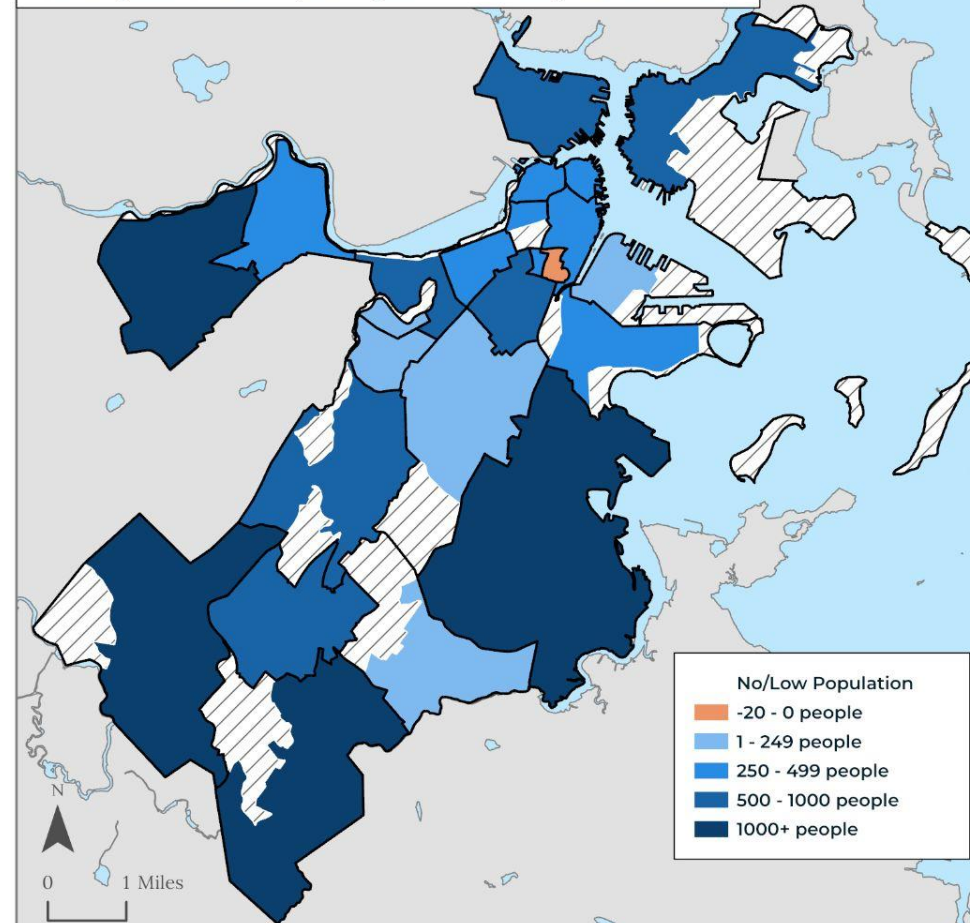 No/Low Population
-20 - 0 people
1 - 249 people
250 - 499 people
500 - 1000 people
1000+ people
N
0 1 Miles